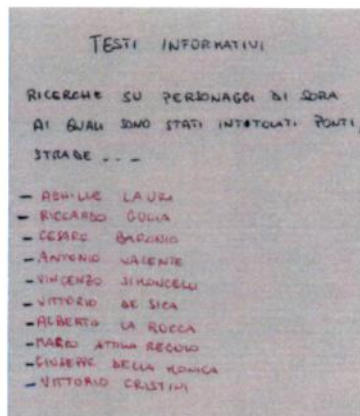 TESTI INFORMATIVI
RICERCHE SU PERSONAGGI DI SORA
AI QUALI SONO STATI INTITOLATI PONTI
STRADE ...
- ACHILLE LAURI
- RICCARDO GULIA
- CESARE BARONIO
- ANTONIO VALENTE
- VINCENZO SIMONCELLI
- VITTORIO DE SICA
- ALBERTO LA ROCCA
- MARCO ATTILIO REGOLO
- GIUSEPPE DELLA MONICA
- VITTORIO CRISTINI